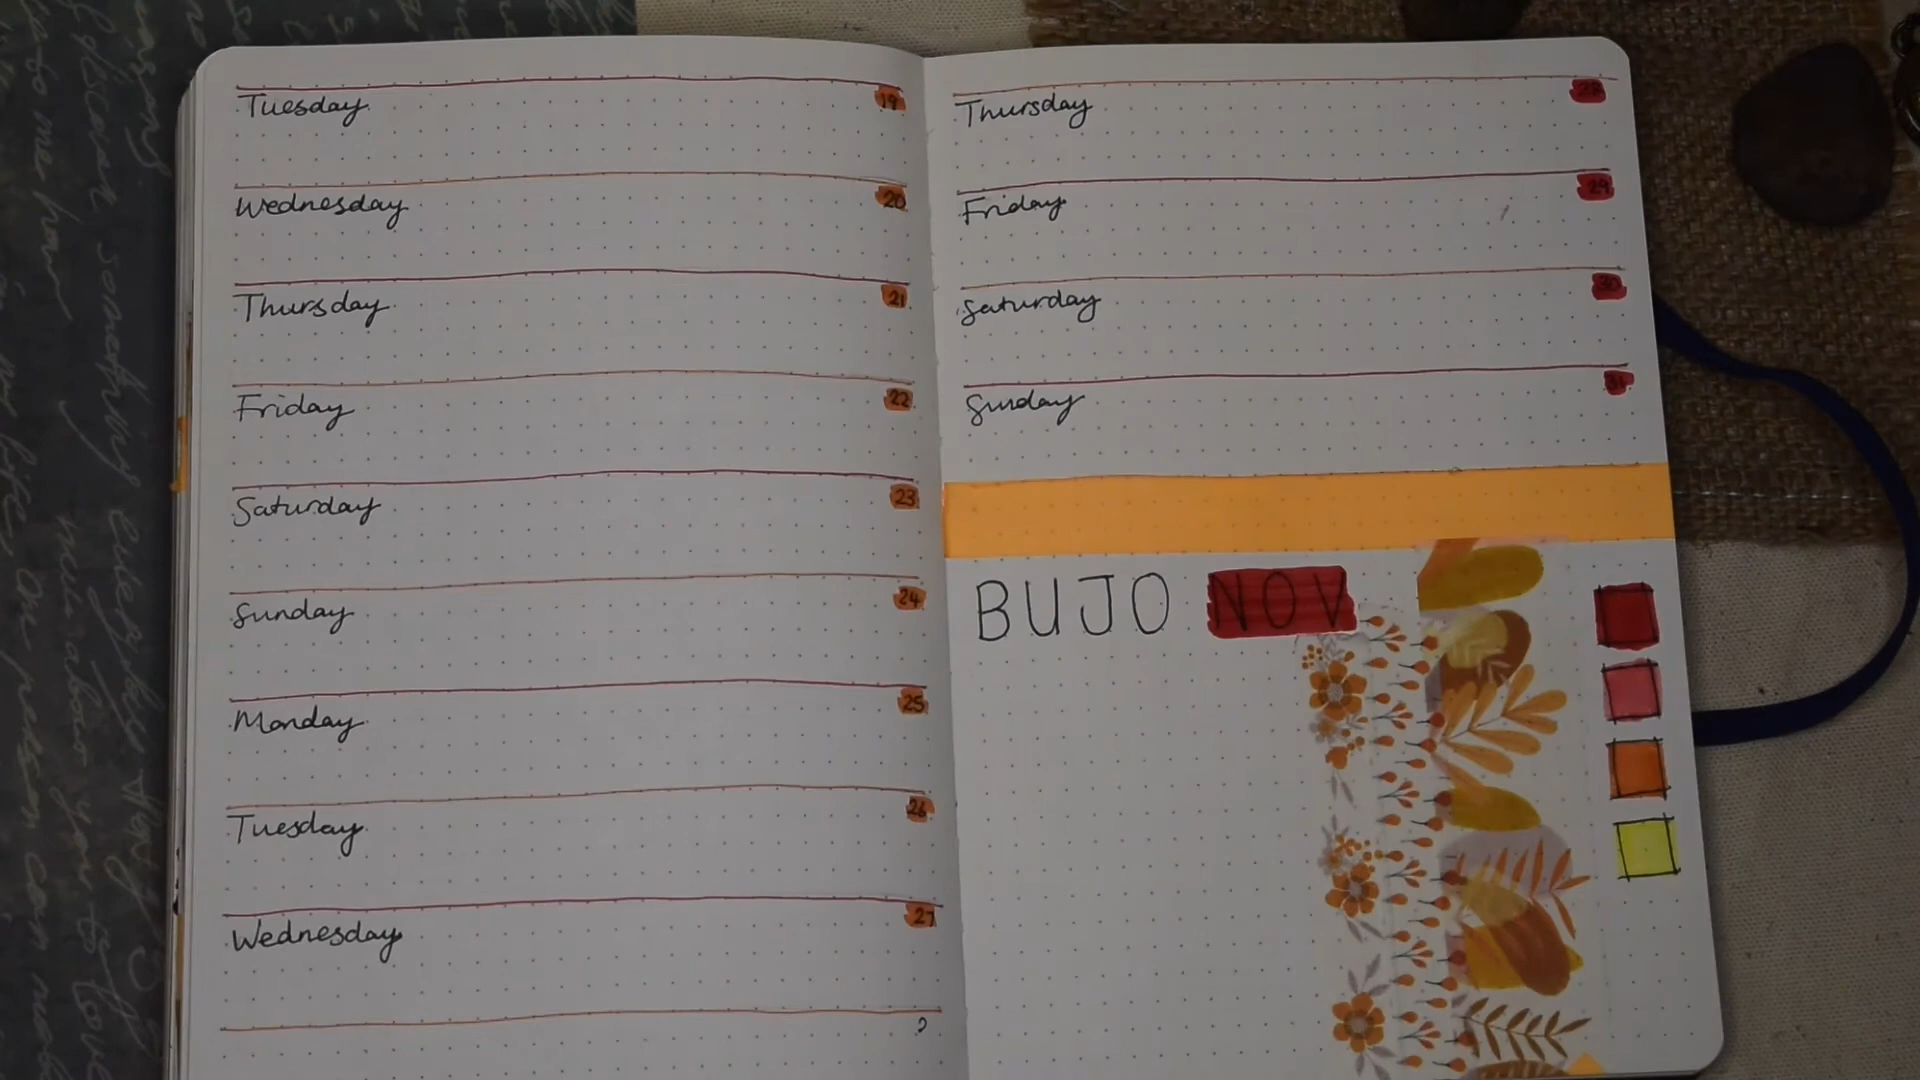 Tuesday 19
Wednesday 20
Thursday 21
Friday 22
Saturday 23
Sunday 24
Monday 25
Tuesday 26
Wednesday 27
Thursday 28
Friday 29
Saturday 30
Sunday 31
BUJO NOV